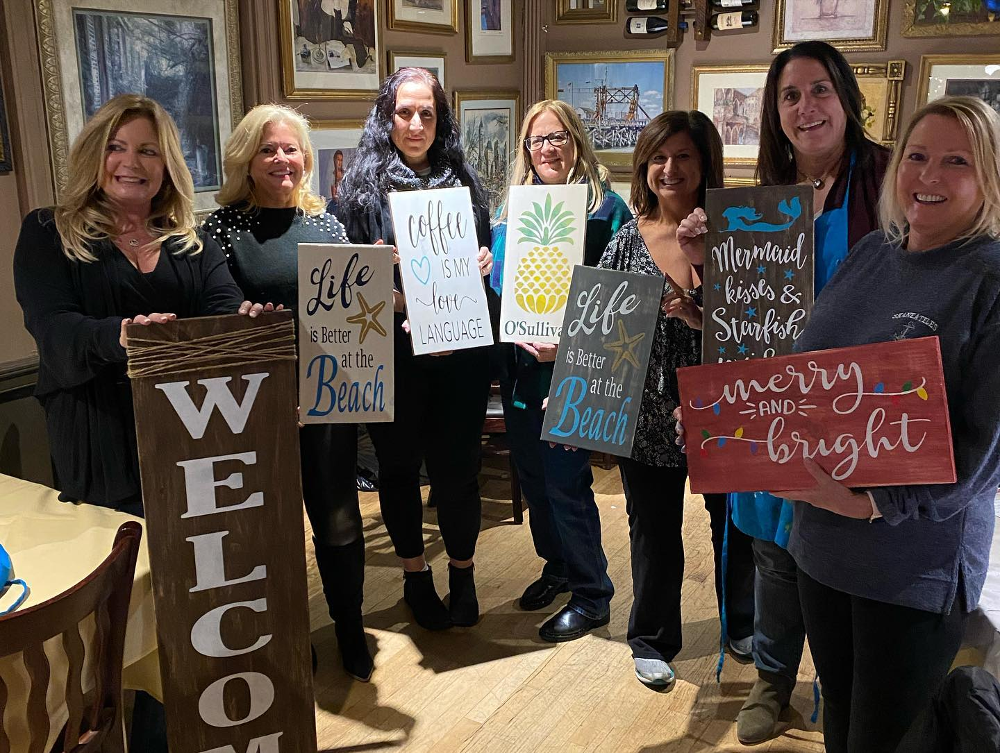 WELCOM
Life
is Better
at the
Beach
coffee
IS MY
love
LANGUAGE
O'Sulliva
Life
is Better
at the
Beach
Mermaid
kisses &
Starfish
merry
AND
bright
SKANEATELES